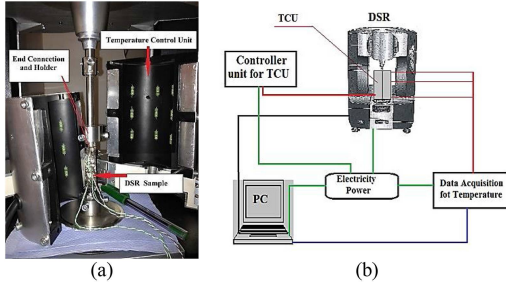 Temperature Control Unit
End Connection
and Holder
DSR Sample
(a)
TCU
DSR
Controller
unit for TCU
Electricity
Power
PC
Data Acquisition
for Temperature
(b)